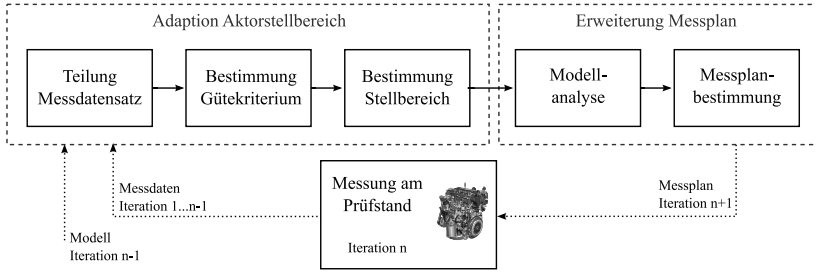 Adaption Aktorstellbereich
Erweiterung Messplan
Teilung
Messdatensatz
Bestimmung
Gütekriterium
Bestimmung
Stellbereich
Modell-
analyse
Messplan-
bestimmung
Messdaten
Iteration 1...n-1
Modell
Iteration n-1
Messung am
Prüfstand
Iteration n
Messplan
Iteration n+1